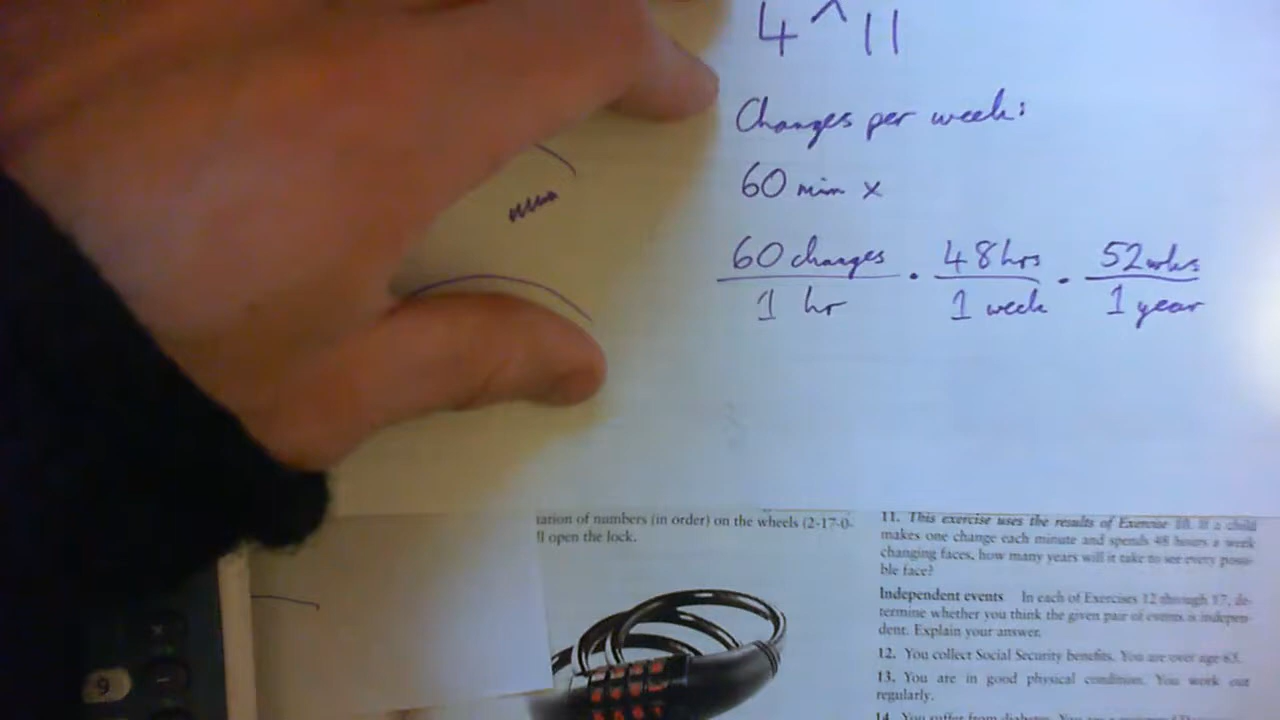 4^11
Changes per week:
60 min x
60 changes / 1 hr · 48 hrs / 1 week · 52 wks / 1 year
tation of numbers (in order) on the wheels (2-17-0-
ll open the lock.
11. This exercise uses the results of Exercise 10. If a child
makes one change each minute and spends 48 hours a week
changing faces, how many years will it take to see every possi-
ble face?
Independent events In each of Exercises 12 through 17, de-
termine whether you think the given pair of events is indepen-
dent. Explain your answer.
12. You collect Social Security benefits. You are over age 65.
13. You are in good physical condition. You work out
regularly.
14. You suffer from diabetes.
9